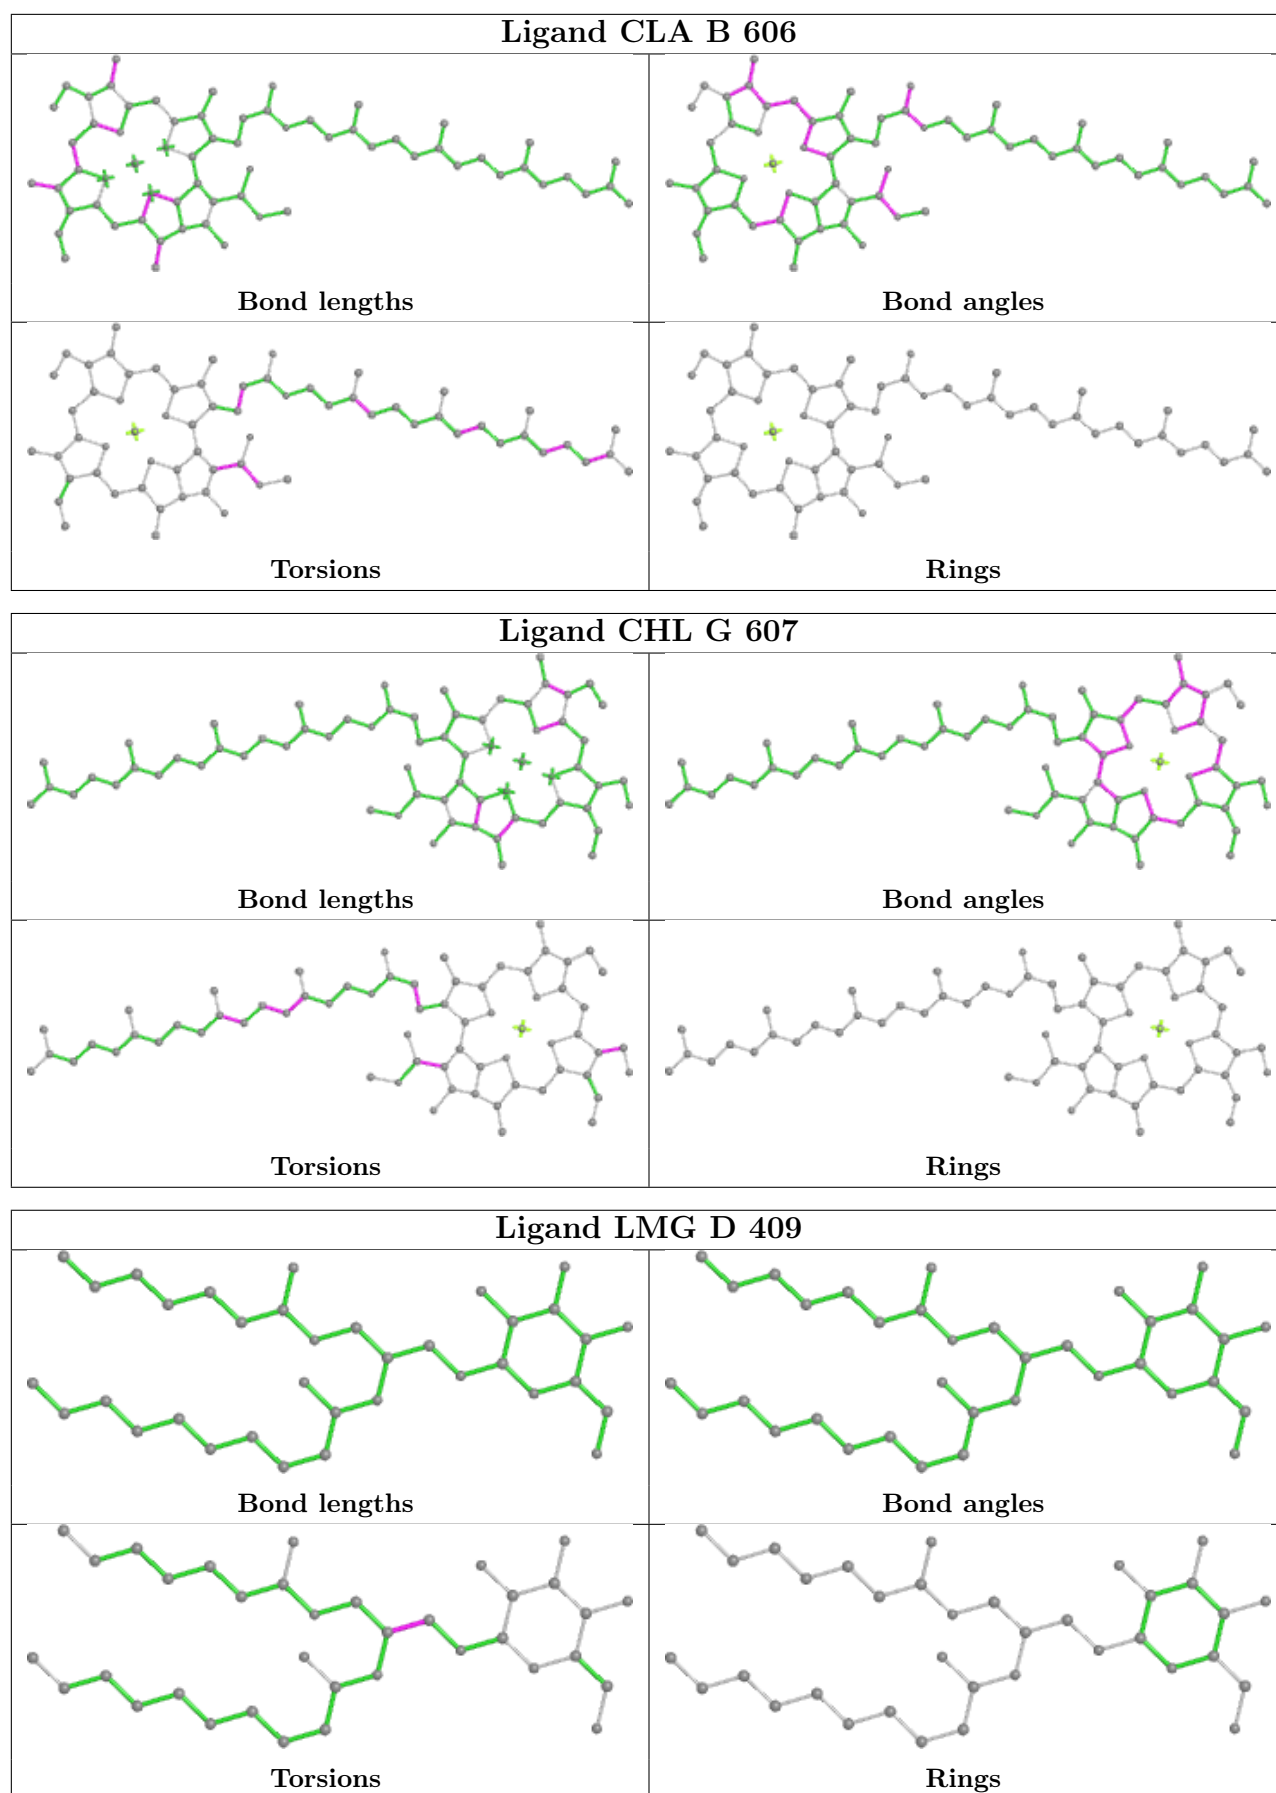 Ligand CLA B 606
Bond lengths
Bond angles
Torsions
Rings
Ligand CHL G 607
Bond lengths
Bond angles
Torsions
Rings
Ligand LMG D 409
Bond lengths
Bond angles
Torsions
Rings